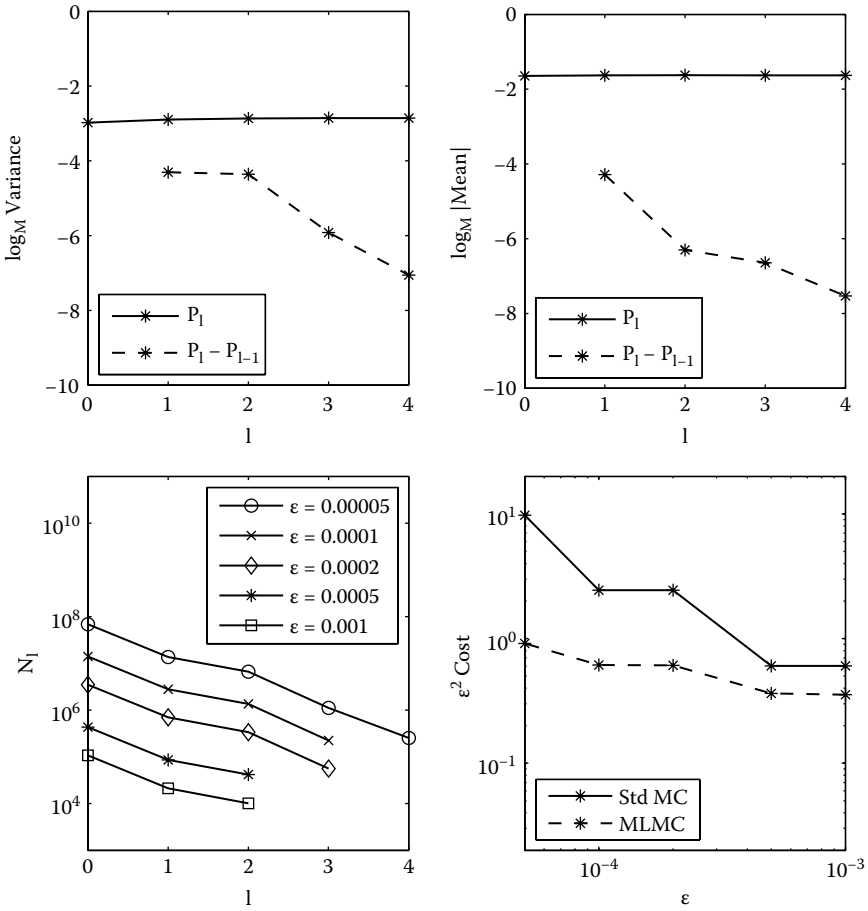 0
−2
−4
−6
−8
−10
log_M Variance
P_l
P_l − P_{l−1}
0 1 2 3 4
l
0
−2
−4
−6
−8
−10
log_M |Mean|
P_l
P_l − P_{l−1}
0 1 2 3 4
l
10^10
10^8
10^6
10^4
N_l
ε = 0.00005
ε = 0.0001
ε = 0.0002
ε = 0.0005
ε = 0.001
0 1 2 3 4
l
10^1
10^0
10^−1
ε^2 Cost
Std MC
MLMC
10^−4 10^−3
ε